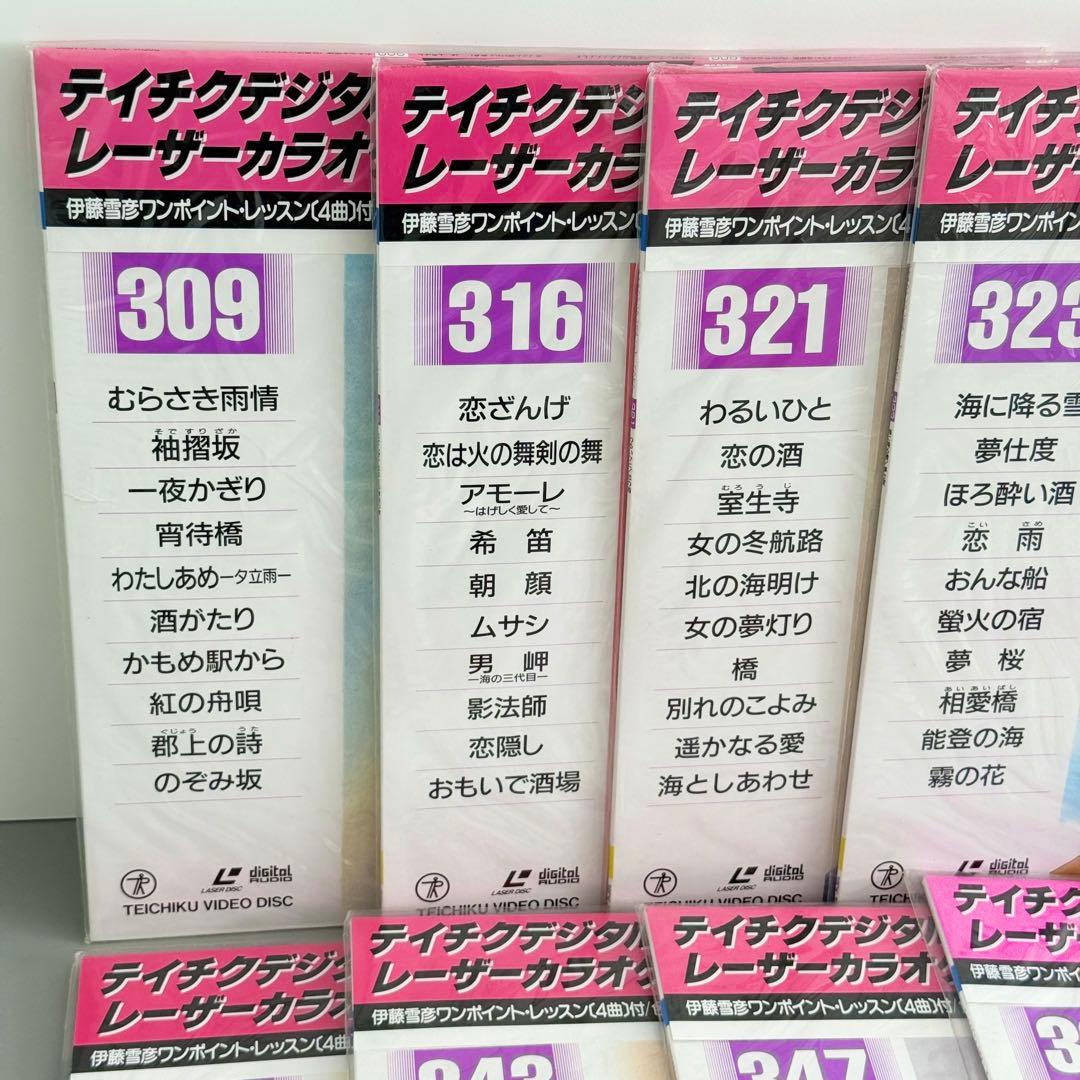 テイチクデジタル
レーザーカラオケ
伊藤雪彦ワンポイント・レッスン〔4曲〕付
309
むらさき雨情
そですりざか
袖摺坂
一夜かぎり
宵待橋
わたしあめー夕立雨ー
酒がたり
かもめ駅から
紅の舟唄
ぐじょう うた
郡上の詩
のぞみ坂
LASER DISC
digital AUDIO
TEICHIKU VIDEO DISC
テイチクデジ
レーザーカラ
伊藤雪彦ワンポイント・レッスン〔
316
恋ざんげ
恋は火の舞剣の舞
アモーレ
〜はげしく愛して〜
希 笛
朝 顔
ムサシ
男 岬
ー海の三代目ー
影法師
恋隠し
おもいで酒場
LASER DISC
digital AUDIO
TEICHIKU VIDEO DISC
テイチクデジ
レーザーカラ
伊藤雪彦ワンポイント・レッスン〔4
321
わるいひと
恋の酒
むろうじ
室生寺
女の冬航路
北の海明け
女の夢灯り
橋
別れのこよみ
遥かなる愛
海としあわせ
LASER DISC
digital AUDIO
TEICHIKU VIDEO DISC
テイチ
レーザ
伊藤雪彦ワンポイン
323
海に降る雪
夢仕度
ほろ酔い酒
こい さめ
恋 雨
おんな船
螢火の宿
夢 桜
あいあいばし
相愛橋
能登の海
霧の花
LASER DISC
digital AUDIO
TEICHIKU VIDEO DISC
テイチクデジタ
レーザーカラオ
伊藤雪彦ワンポイント・レッスン〔4曲
テイチクデジタル
レーザーカラオケ
伊藤雪彦ワンポイント・レッスン〔4曲〕付/
343
テイチクデジタル
レーザーカラオケ
伊藤雪彦ワンポイント・レッスン〔4曲〕付/
347
テイチク
レーザー
伊藤雪彦ワンポイ
3